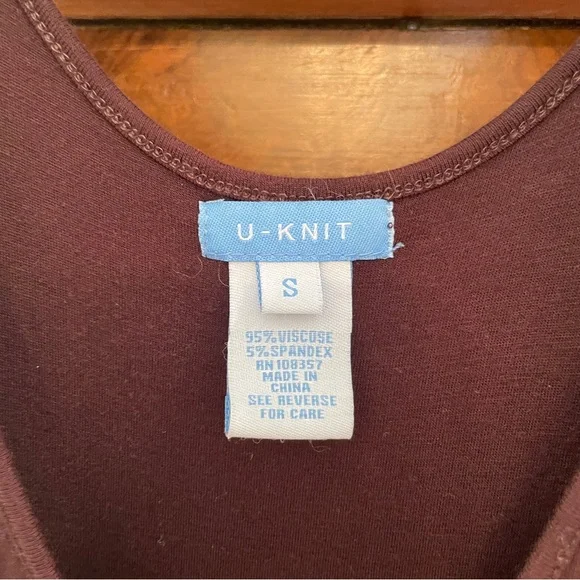 U-KNIT
S
95% VISCOSE
5% SPANDEX
RN 108357
MADE IN
CHINA
SEE REVERSE
FOR CARE